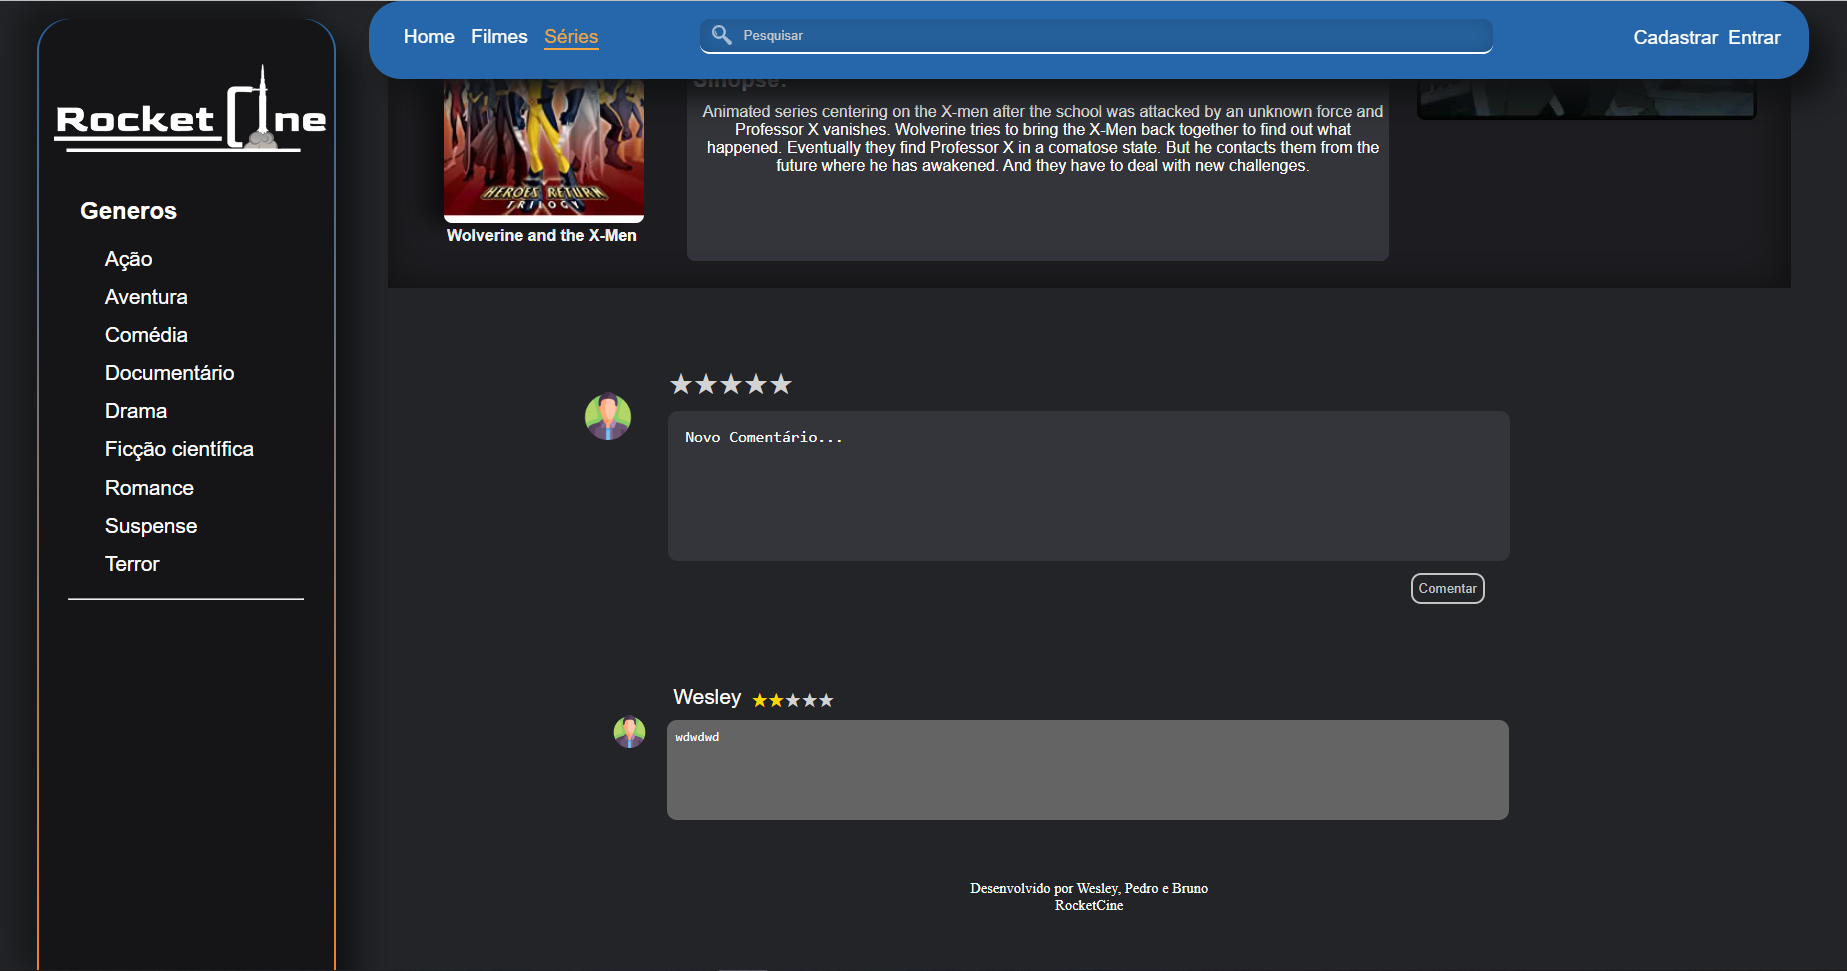 Home Filmes Séries
Pesquisar
Cadastrar Entrar
Rocket Cine
Generos
Ação
Aventura
Comédia
Documentário
Drama
Ficção científica
Romance
Suspense
Terror
HEROES RETURN
TRILOGY
Wolverine and the X-Men
Sinopse:
Animated series centering on the X-men after the school was attacked by an unknown force and
Professor X vanishes. Wolverine tries to bring the X-Men back together to find out what
happened. Eventually they find Professor X in a comatose state. But he contacts them from the
future where he has awakened. And they have to deal with new challenges.
Novo Comentário...
Comentar
Wesley
wdwdwd
Desenvolvido por Wesley, Pedro e Bruno
RocketCine